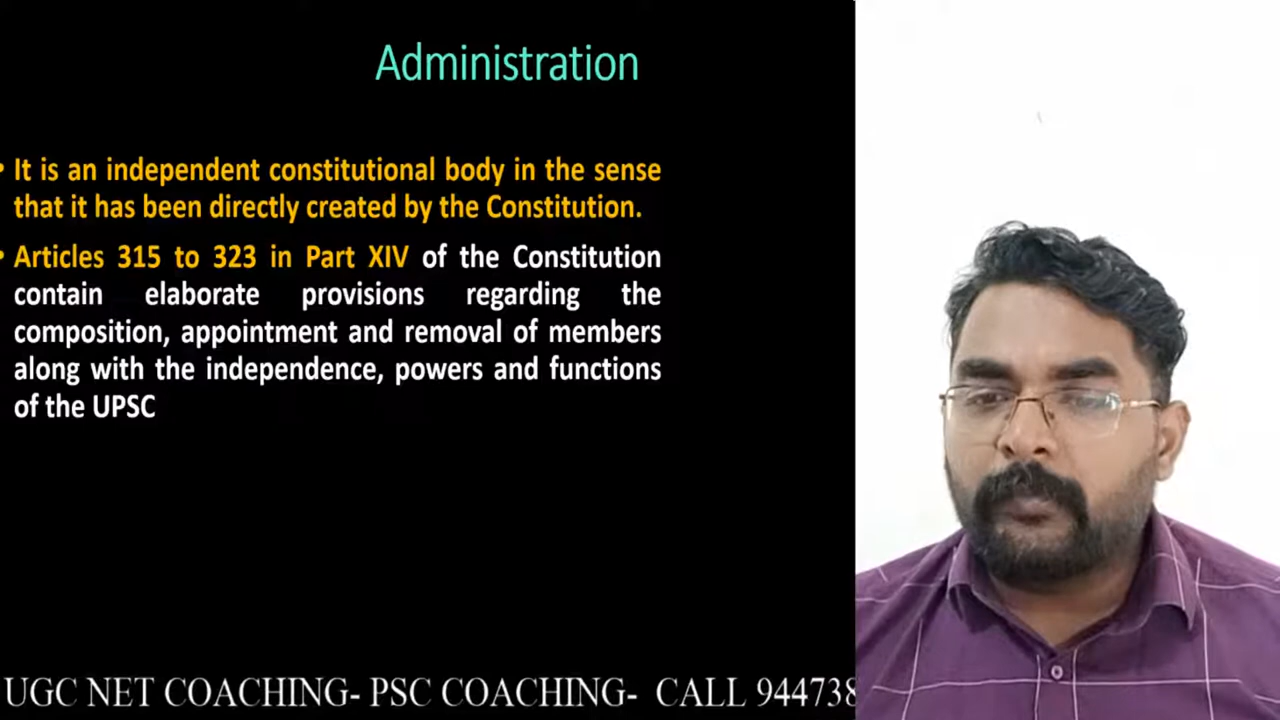 Administration
• It is an independent constitutional body in the sense
that it has been directly created by the Constitution.
• Articles 315 to 323 in Part XIV of the Constitution
contain elaborate provisions regarding the
composition, appointment and removal of members
along with the independence, powers and functions
of the UPSC
UGC NET COACHING- PSC COACHING- CALL 944738